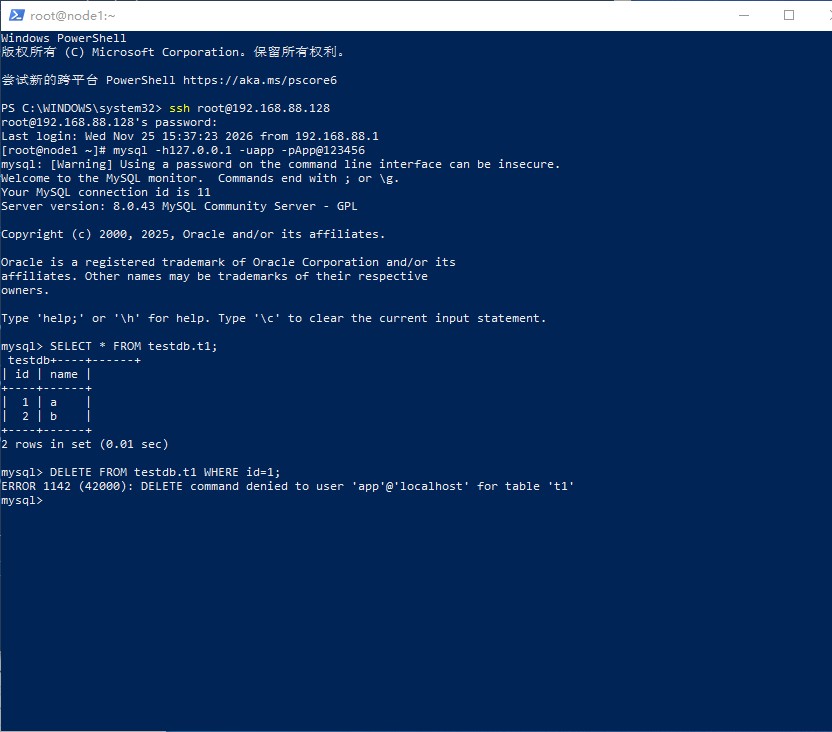 root@node1:~
Windows PowerShell
版权所有 (C) Microsoft Corporation。保留所有权利。
尝试新的跨平台 PowerShell https://aka.ms/pscore6
PS C:\WINDOWS\system32> ssh root@192.168.88.128
root@192.168.88.128's password:
Last login: Wed Nov 25 15:37:23 2026 from 192.168.88.1
[root@node1 ~]# mysql -h127.0.0.1 -uapp -pApp@123456
mysql: [Warning] Using a password on the command line interface can be insecure.
Welcome to the MySQL monitor.  Commands end with ; or \g.
Your MySQL connection id is 11
Server version: 8.0.43 MySQL Community Server - GPL
Copyright (c) 2000, 2025, Oracle and/or its affiliates.
Oracle is a registered trademark of Oracle Corporation and/or its
affiliates. Other names may be trademarks of their respective
owners.
Type 'help;' or '\h' for help. Type '\c' to clear the current input statement.
mysql> SELECT * FROM testdb.t1;
 testdb+----+------+
| id | name |
+----+------+
|  1 | a    |
|  2 | b    |
+----+------+
2 rows in set (0.01 sec)
mysql> DELETE FROM testdb.t1 WHERE id=1;
ERROR 1142 (42000): DELETE command denied to user 'app'@'localhost' for table 't1'
mysql>